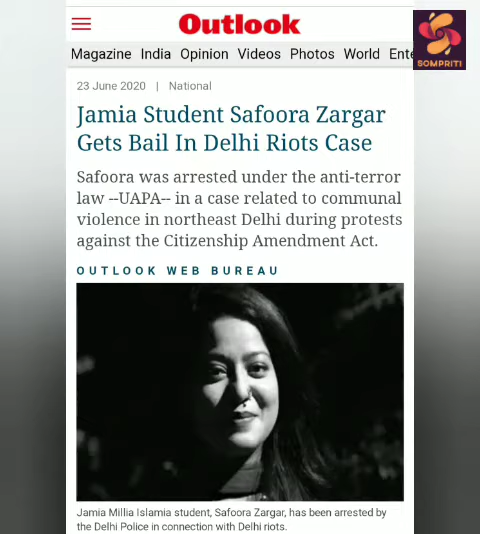 Outlook
Magazine India Opinion Videos Photos World
SOMPRITI
23 June 2020 | National
Jamia Student Safoora Zargar
Gets Bail In Delhi Riots Case
Safoora was arrested under the anti-terror
law --UAPA-- in a case related to communal
violence in northeast Delhi during protests
against the Citizenship Amendment Act.
OUTLOOK WEB BUREAU
Jamia Millia Islamia student, Safoora Zargar, has been arrested by
the Delhi Police in connection with Delhi riots.